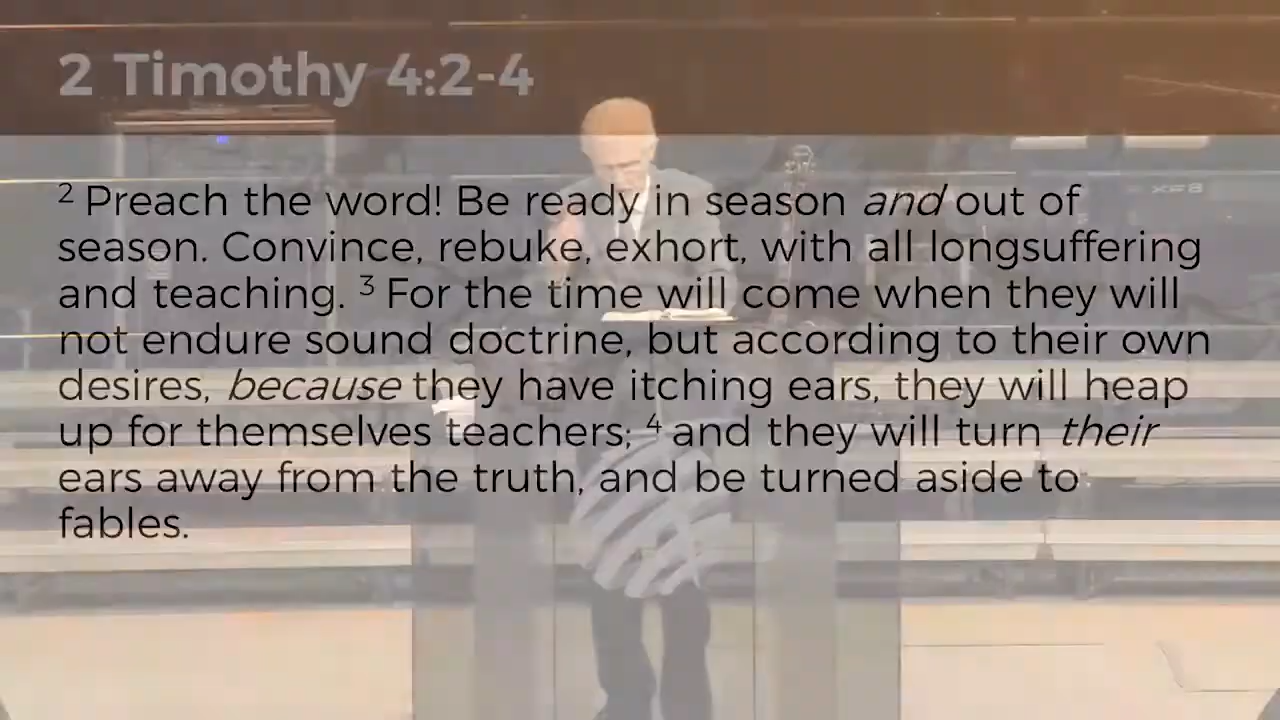 2 Timothy 4:2-4
2 Preach the word! Be ready in season and out of
season. Convince, rebuke, exhort, with all longsuffering
and teaching. 3 For the time will come when they will
not endure sound doctrine, but according to their own
desires, because they have itching ears, they will heap
up for themselves teachers; 4 and they will turn their
ears away from the truth, and be turned aside to
fables.
XF8